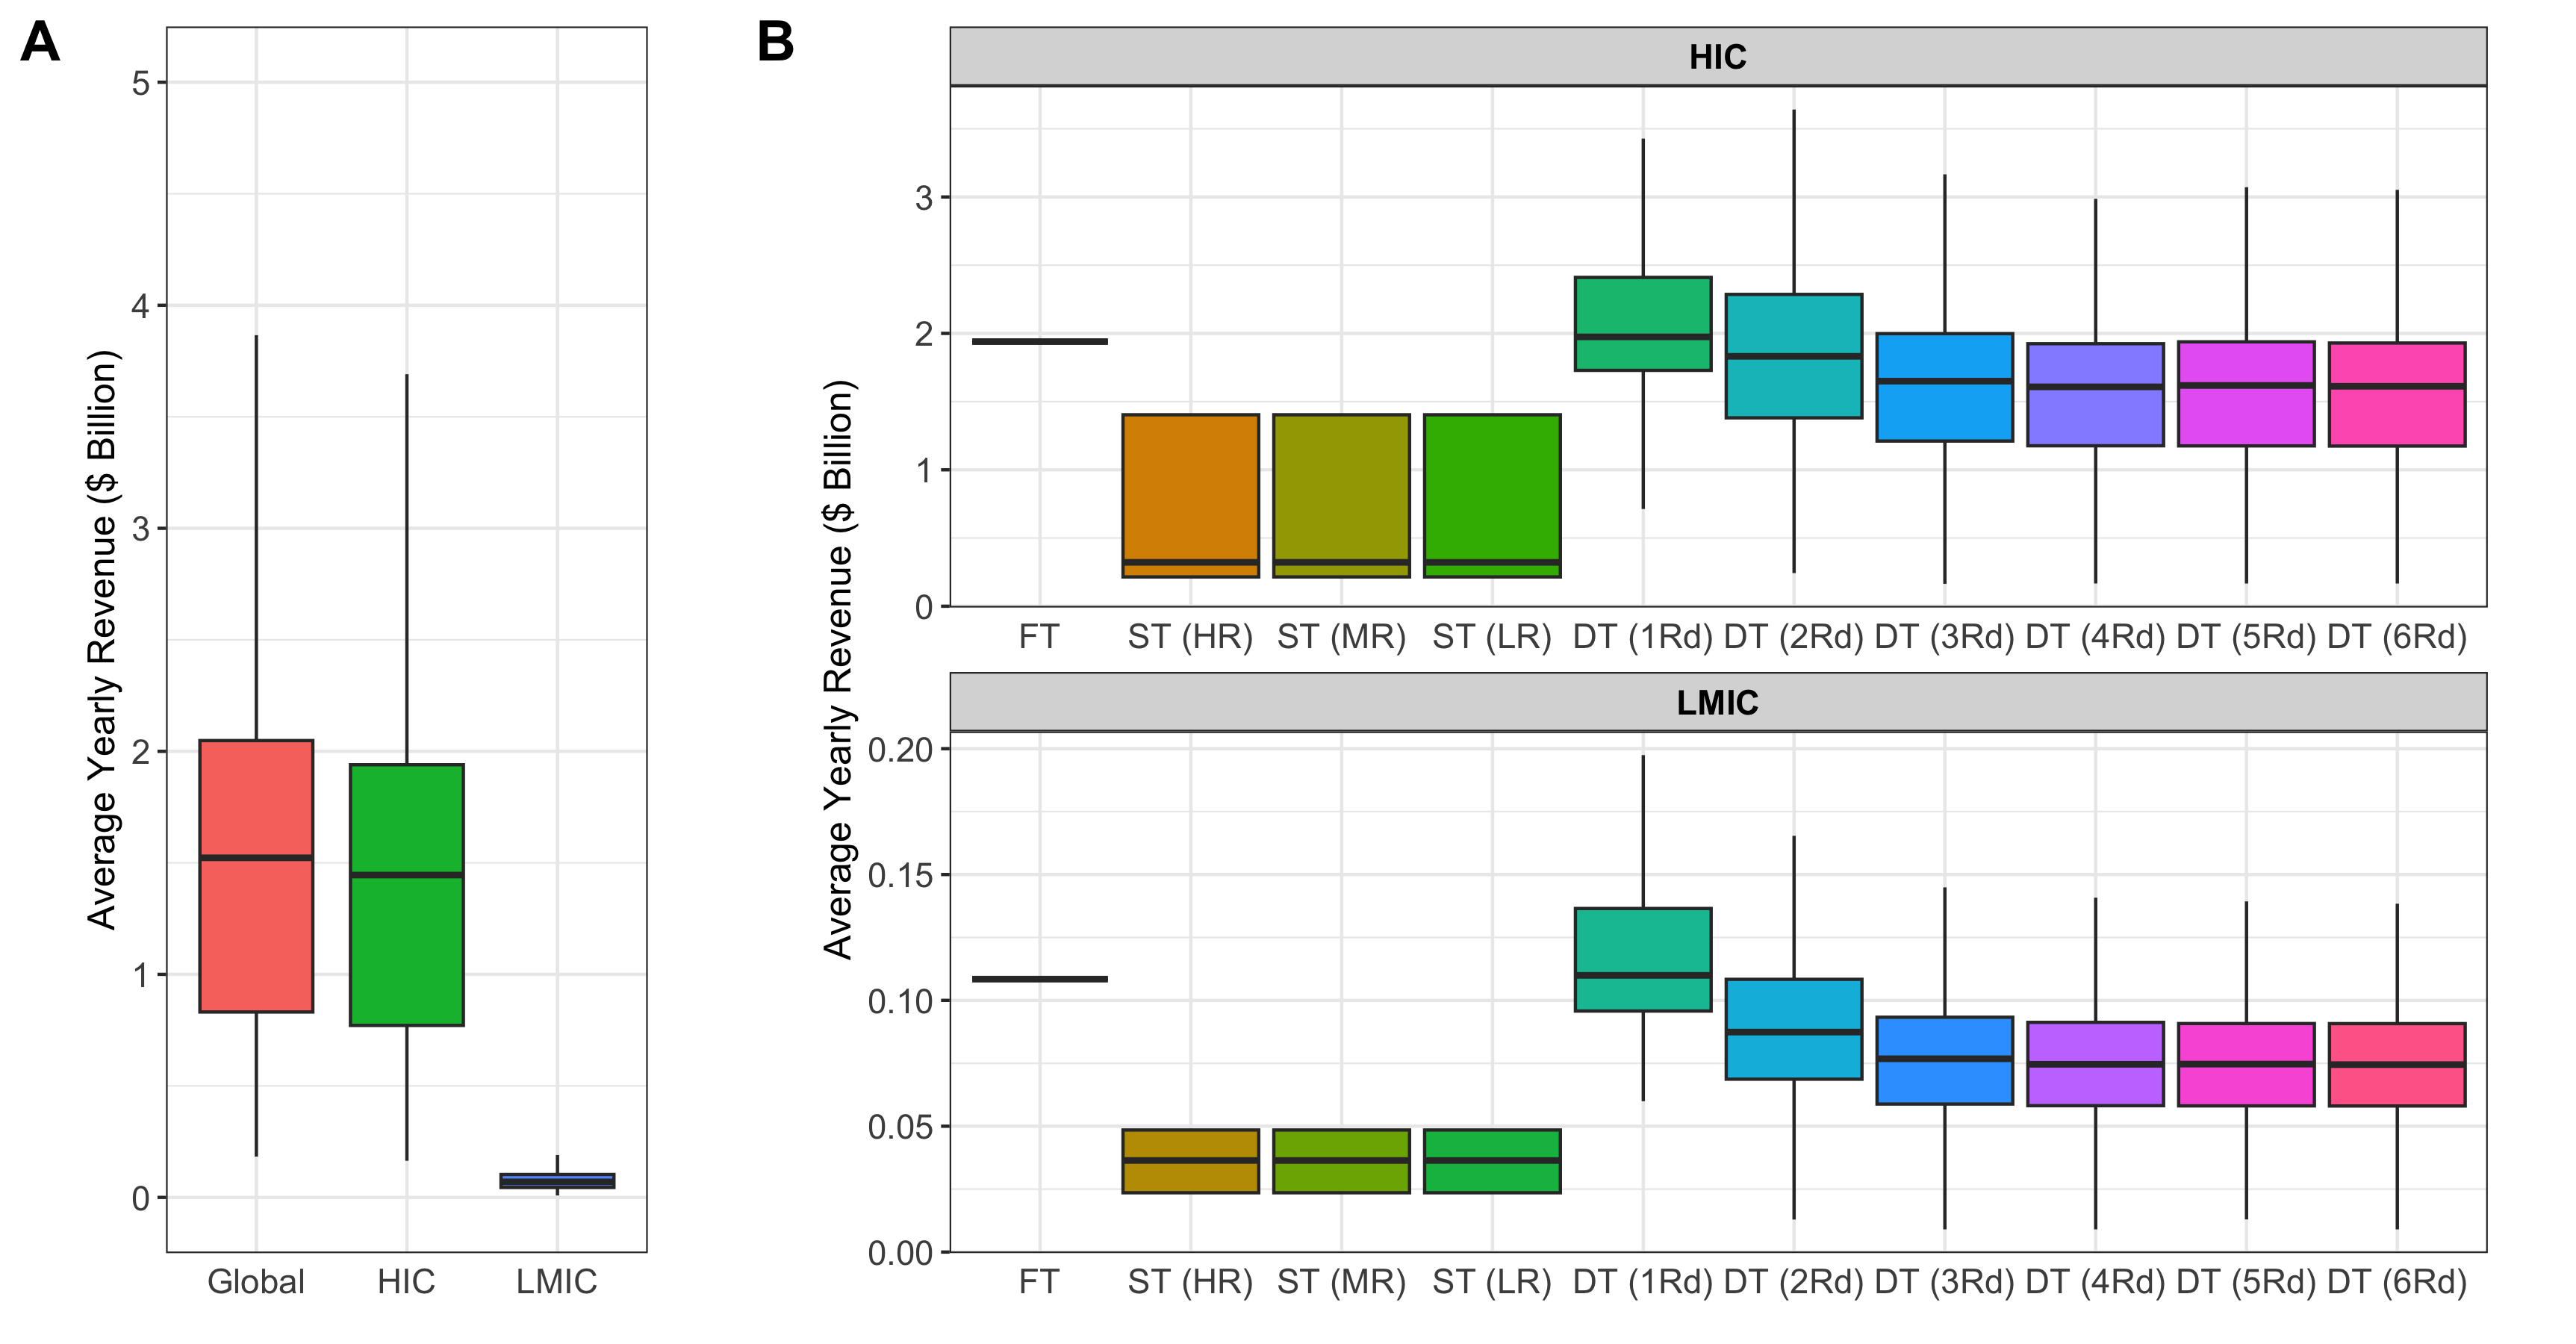 A
Average Yearly Revenue ($ Billion)
5
4
3
2
1
0
Global HIC LMIC
B
Average Yearly Revenue ($ Billion)
HIC
3
2
1
0
FT ST (HR) ST (MR) ST (LR) DT (1Rd) DT (2Rd) DT (3Rd) DT (4Rd) DT (5Rd) DT (6Rd)
LMIC
0.20
0.15
0.10
0.05
0.00
FT ST (HR) ST (MR) ST (LR) DT (1Rd) DT (2Rd) DT (3Rd) DT (4Rd) DT (5Rd) DT (6Rd)